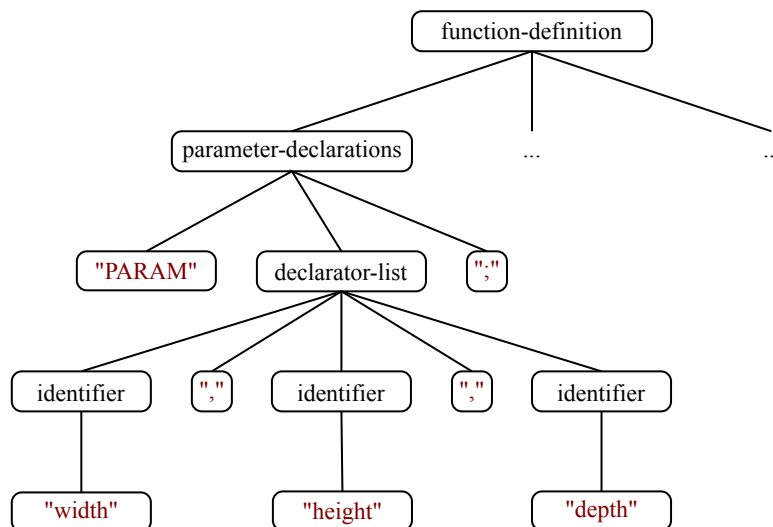 function-definition
parameter-declarations ... ..
"PARAM" declarator-list ";"
identifier "," identifier "," identifier
"width" "height" "depth"